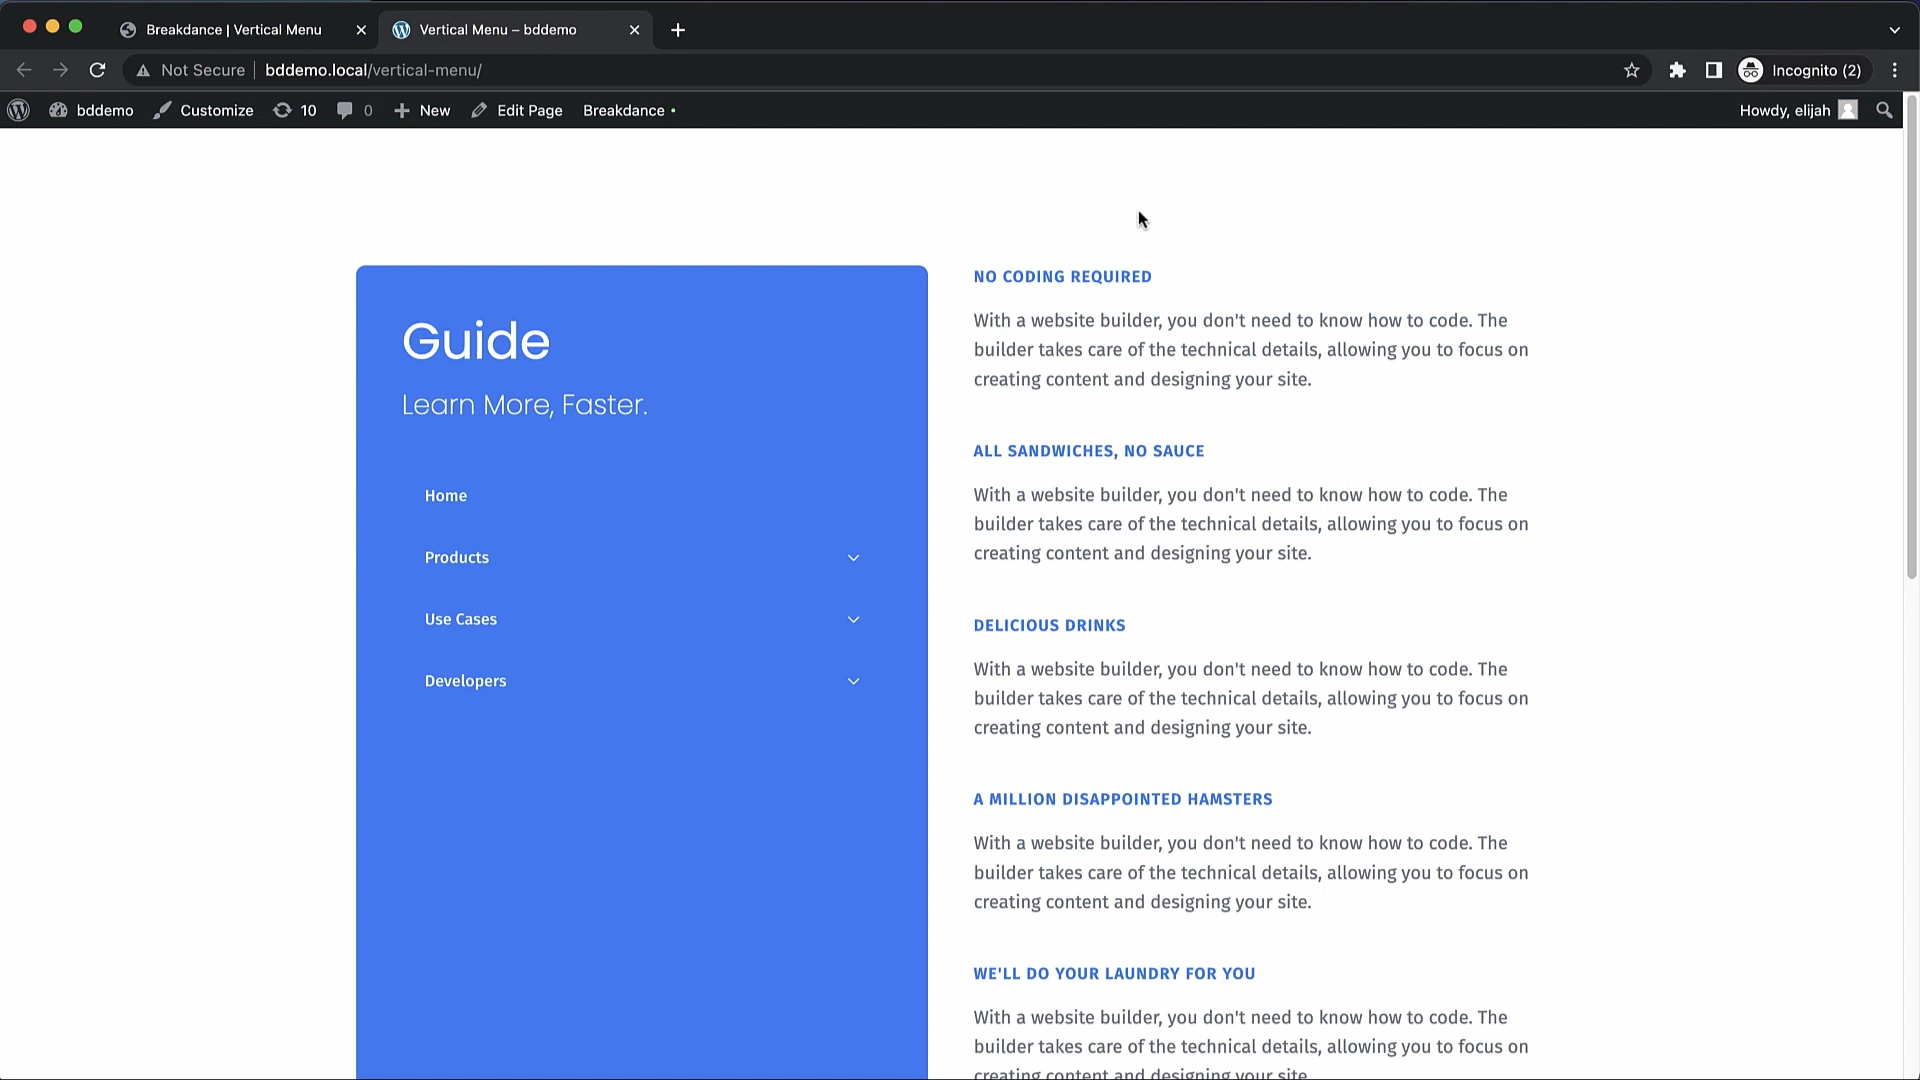 Breakdance | Vertical Menu
Vertical Menu – bddemo
Not Secure
bddemo.local/vertical-menu/
Incognito (2)
bddemo
Customize
10
0
New
Edit Page
Breakdance
Howdy, elijah
Guide
Learn More, Faster.
Home
Products
Use Cases
Developers
NO CODING REQUIRED
With a website builder, you don't need to know how to code. The
builder takes care of the technical details, allowing you to focus on
creating content and designing your site.
ALL SANDWICHES, NO SAUCE
With a website builder, you don't need to know how to code. The
builder takes care of the technical details, allowing you to focus on
creating content and designing your site.
DELICIOUS DRINKS
With a website builder, you don't need to know how to code. The
builder takes care of the technical details, allowing you to focus on
creating content and designing your site.
A MILLION DISAPPOINTED HAMSTERS
With a website builder, you don't need to know how to code. The
builder takes care of the technical details, allowing you to focus on
creating content and designing your site.
WE'LL DO YOUR LAUNDRY FOR YOU
With a website builder, you don't need to know how to code. The
builder takes care of the technical details, allowing you to focus on
creating content and designing your site.